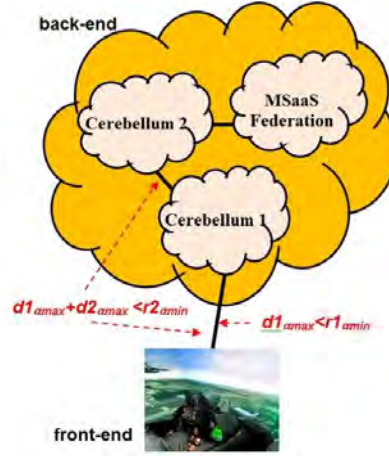 back-end
MSaaS
Federation
Cerebellum 2
Cerebellum 1
d1αmax+d2αmax <r2αmin
d1αmax<r1αmin
front-end